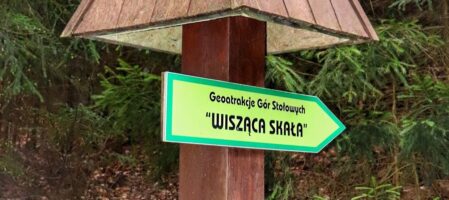 Geoatrakcje Gór Stołowych
"WISZĄCA SKAŁA"